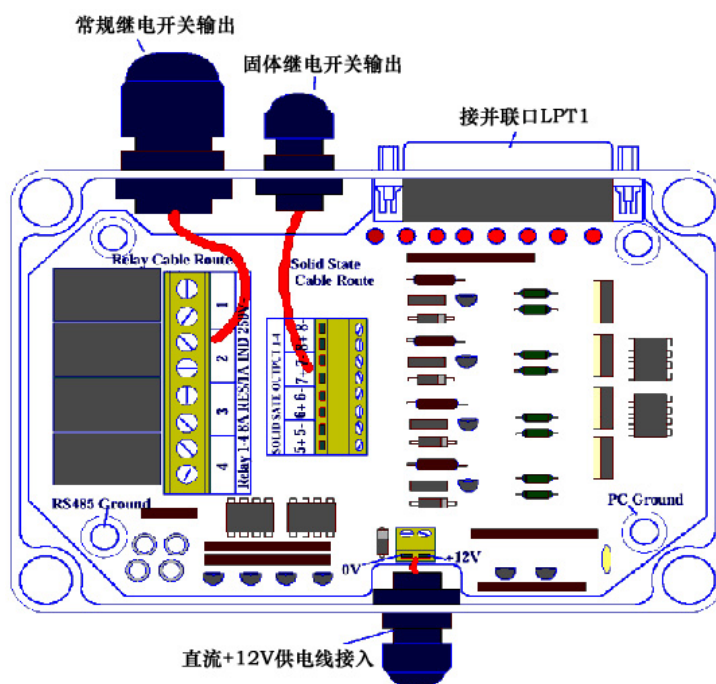 常规继电开关输出
固体继电开关输出
接并联口LPT1
Relay Cable Route
Solid State
Cable Route
1
2
3
4
Relay 1-4 8A RES/1A IND 250V~
SOLID SATE OUTPUT 1-4
8+ 8-
7+ 7-
6+ 6-
5+ 5-
RS485 Ground
PC Ground
0V
+12V
直流+12V供电线接入